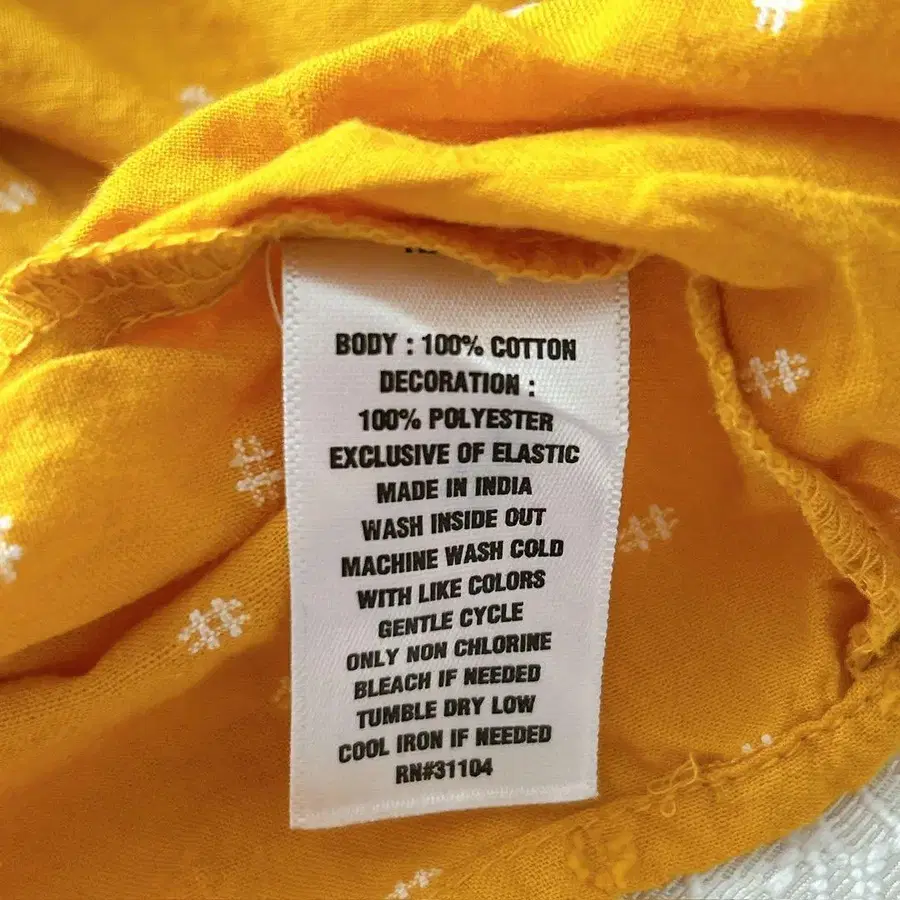 BODY : 100% COTTON
DECORATION :
100% POLYESTER
EXCLUSIVE OF ELASTIC
MADE IN INDIA
WASH INSIDE OUT
MACHINE WASH COLD
WITH LIKE COLORS
GENTLE CYCLE
ONLY NON CHLORINE
BLEACH IF NEEDED
TUMBLE DRY LOW
COOL IRON IF NEEDED
RN#31104